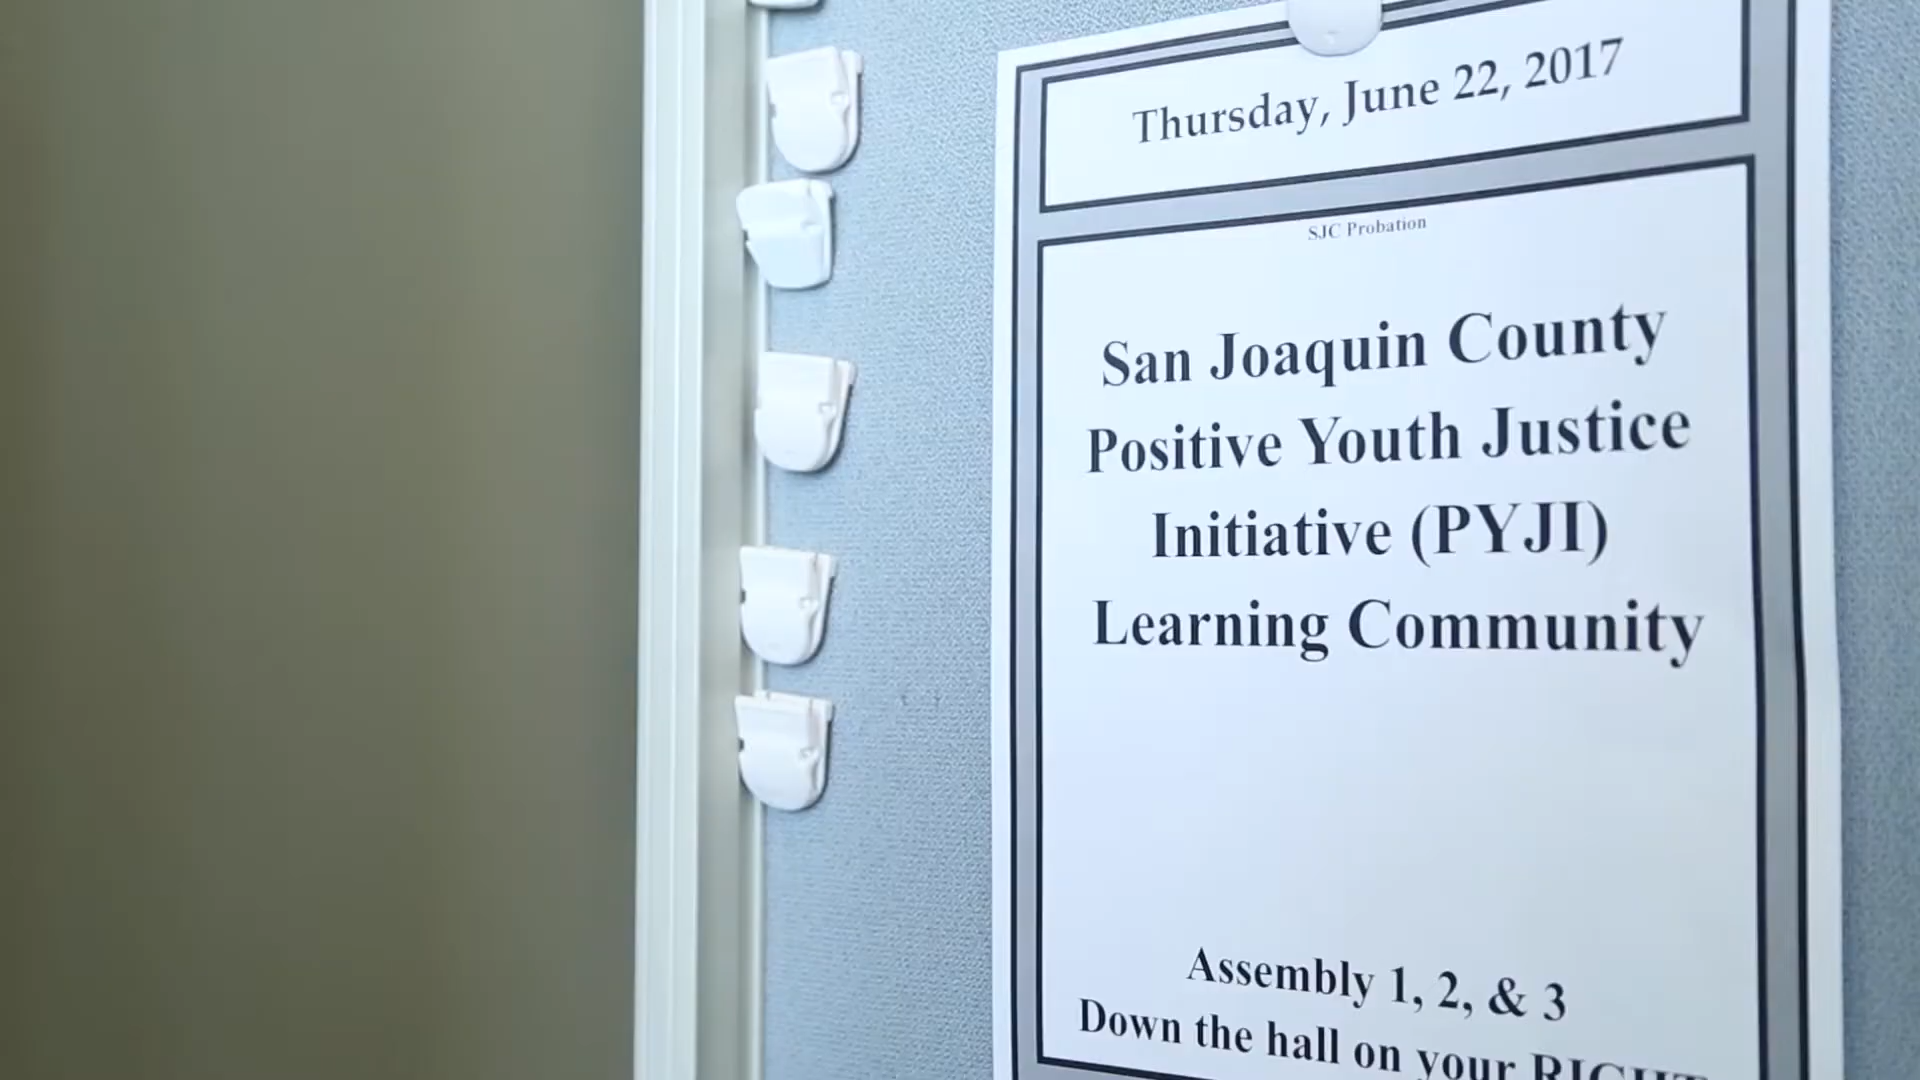 Thursday, June 22, 2017
SJC Probation
San Joaquin County
Positive Youth Justice
Initiative (PYJI)
Learning Community
Assembly 1, 2, & 3
Down the hall on your RIGHT